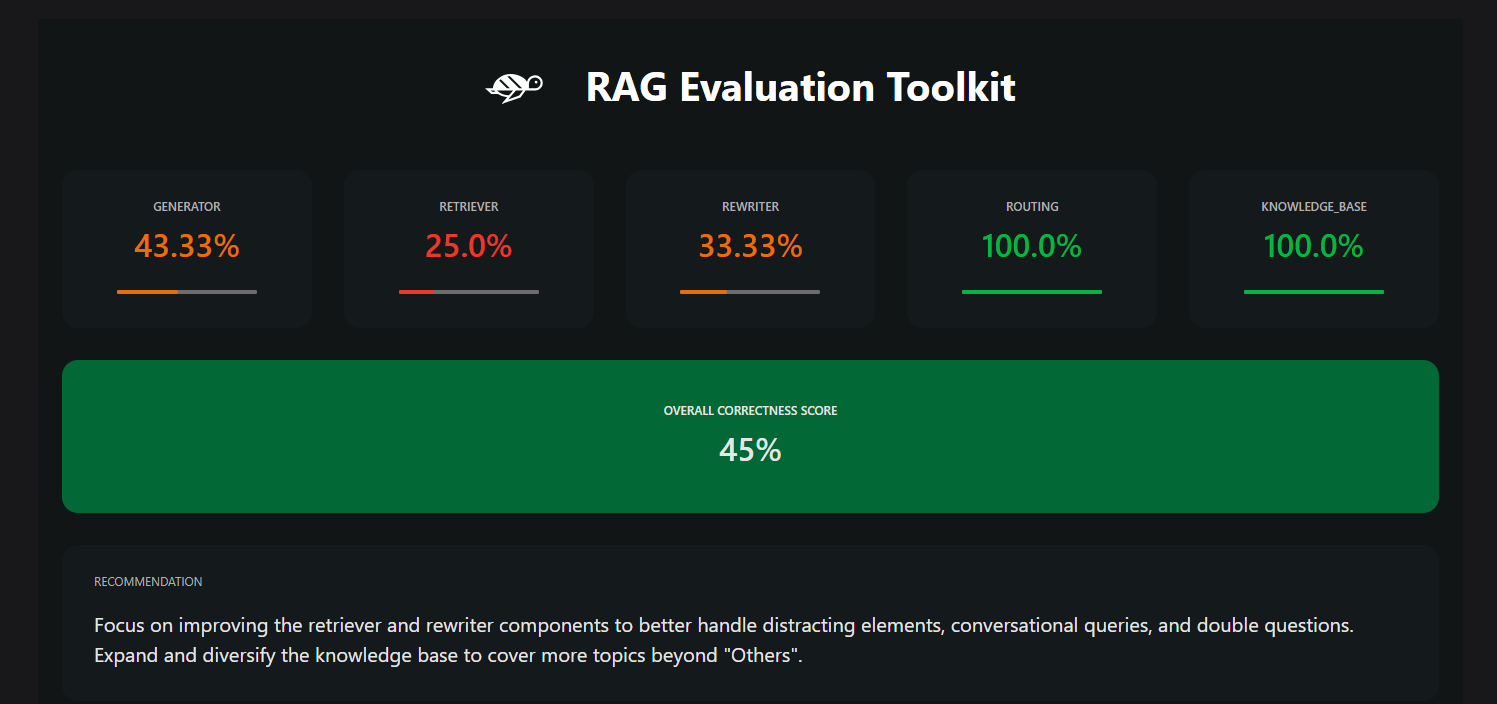 RAG Evaluation Toolkit
GENERATOR
43.33%
RETRIEVER
25.0%
REWRITER
33.33%
ROUTING
100.0%
KNOWLEDGE_BASE
100.0%
OVERALL CORRECTNESS SCORE
45%
RECOMMENDATION
Focus on improving the retriever and rewriter components to better handle distracting elements, conversational queries, and double questions.
Expand and diversify the knowledge base to cover more topics beyond "Others".